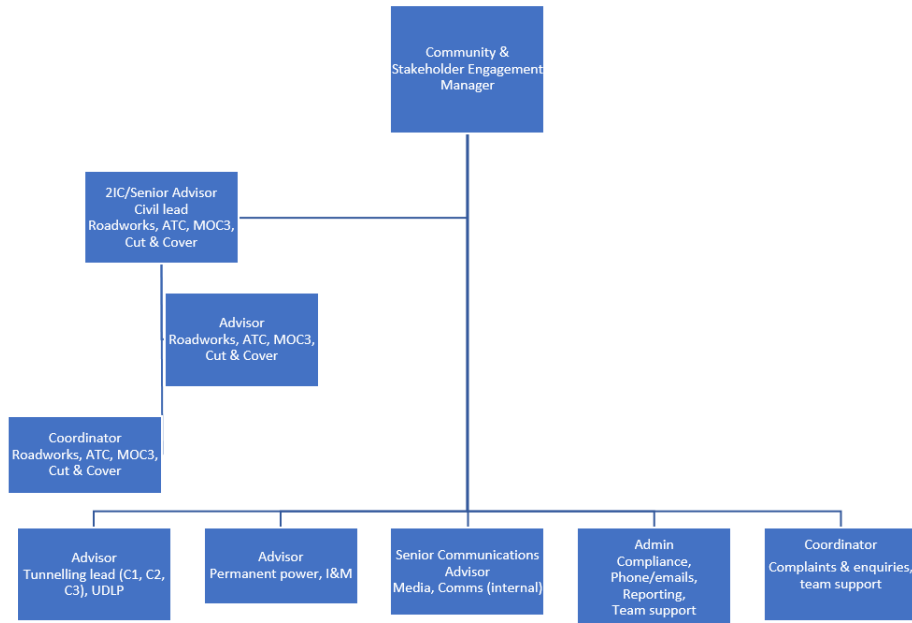 Community &
Stakeholder Engagement
Manager
2IC/Senior Advisor
Civil lead
Roadworks, ATC, MOC3,
Cut & Cover
Advisor
Roadworks, ATC, MOC3,
Cut & Cover
Coordinator
Roadworks, ATC, MOC3,
Cut & Cover
Advisor
Tunnelling lead (C1, C2,
C3), UDLP
Advisor
Permanent power, I&M
Senior Communications
Advisor
Media, Comms (internal)
Admin
Compliance,
Phone/emails,
Reporting,
Team support
Coordinator
Complaints & enquiries,
team support